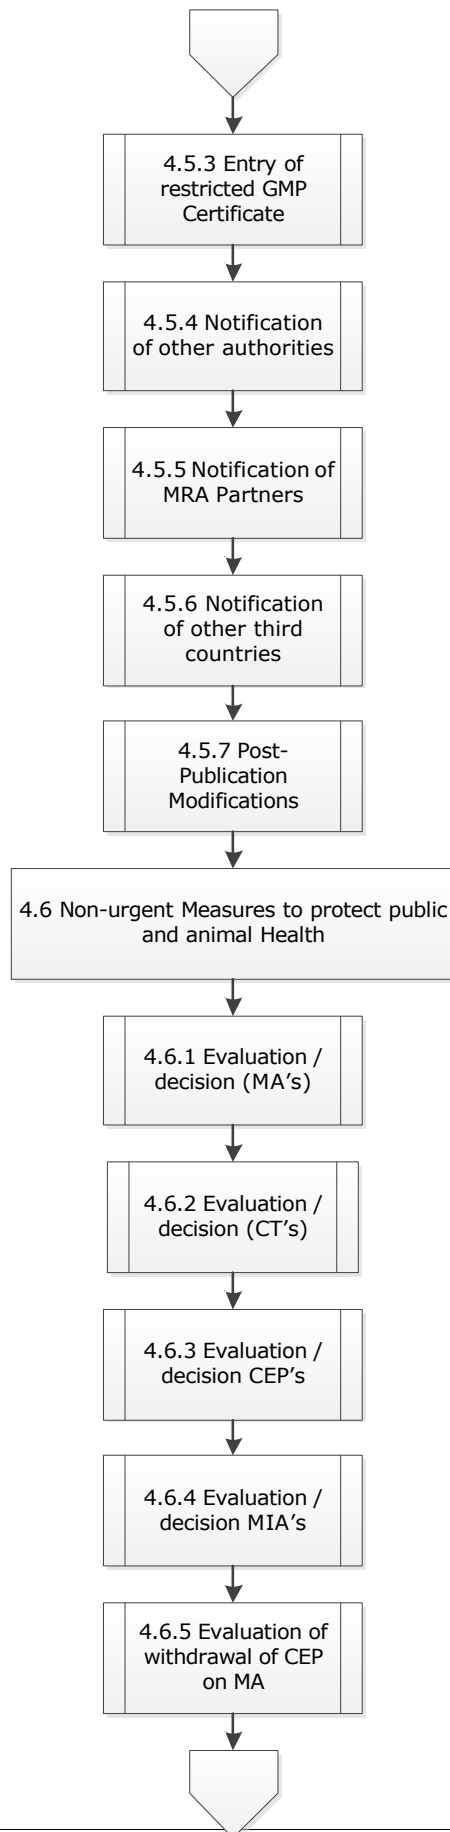 4.5.3 Entry of
restricted GMP
Certificate
4.5.4 Notification
of other authorities
4.5.5 Notification of
MRA Partners
4.5.6 Notification
of other third
countries
4.5.7 Post-
Publication
Modifications
4.6 Non-urgent Measures to protect public
and animal Health
4.6.1 Evaluation /
decision (MA’s)
4.6.2 Evaluation /
decision (CT’s)
4.6.3 Evaluation /
decision CEP’s
4.6.4 Evaluation /
decision MIA’s
4.6.5 Evaluation of
withdrawal of CEP
on MA